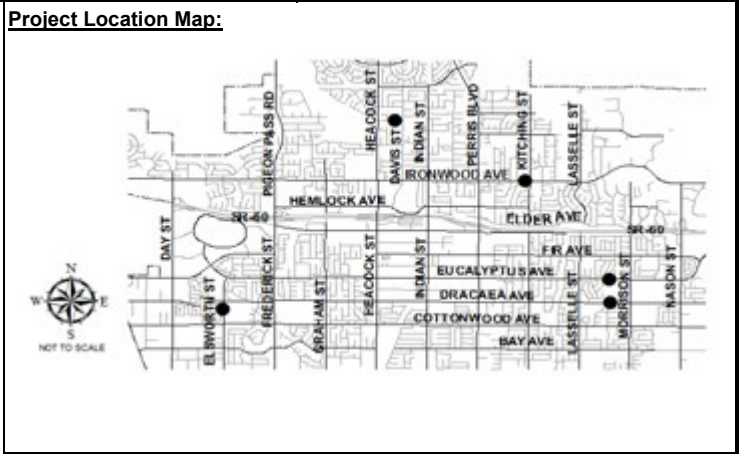 Project Location Map:
PIGEON PASS RD
HEACOCK ST
DAVIS ST
INDIAN ST
PERRIS BLVD
KITCHING ST
LASSELLE ST
IRONWOOD AVE
HEMLOCK AVE
SR-60
ELDER AVE
SR-60
DAY ST
FIR AVE
EUCALYPTUS AVE
DRACAEA AVE
COTTONWOOD AVE
BAY AVE
ELSWORTH ST
FREDERICK ST
GRAHAM ST
HEACOCK ST
INDIAN ST
LASSELLE ST
MORRISON ST
NASON ST
N
W
E
S
NOT TO SCALE